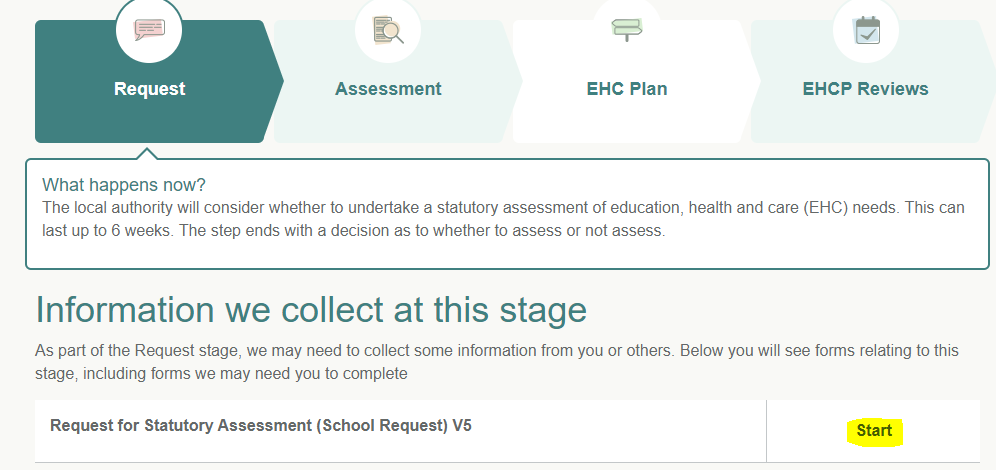 Request
Assessment
EHC Plan
EHCP Reviews
What happens now?
The local authority will consider whether to undertake a statutory assessment of education, health and care (EHC) needs. This can
last up to 6 weeks. The step ends with a decision as to whether to assess or not assess.
Information we collect at this stage
As part of the Request stage, we may need to collect some information from you or others. Below you will see forms relating to this
stage, including forms we may need you to complete
Request for Statutory Assessment (School Request) V5
Start